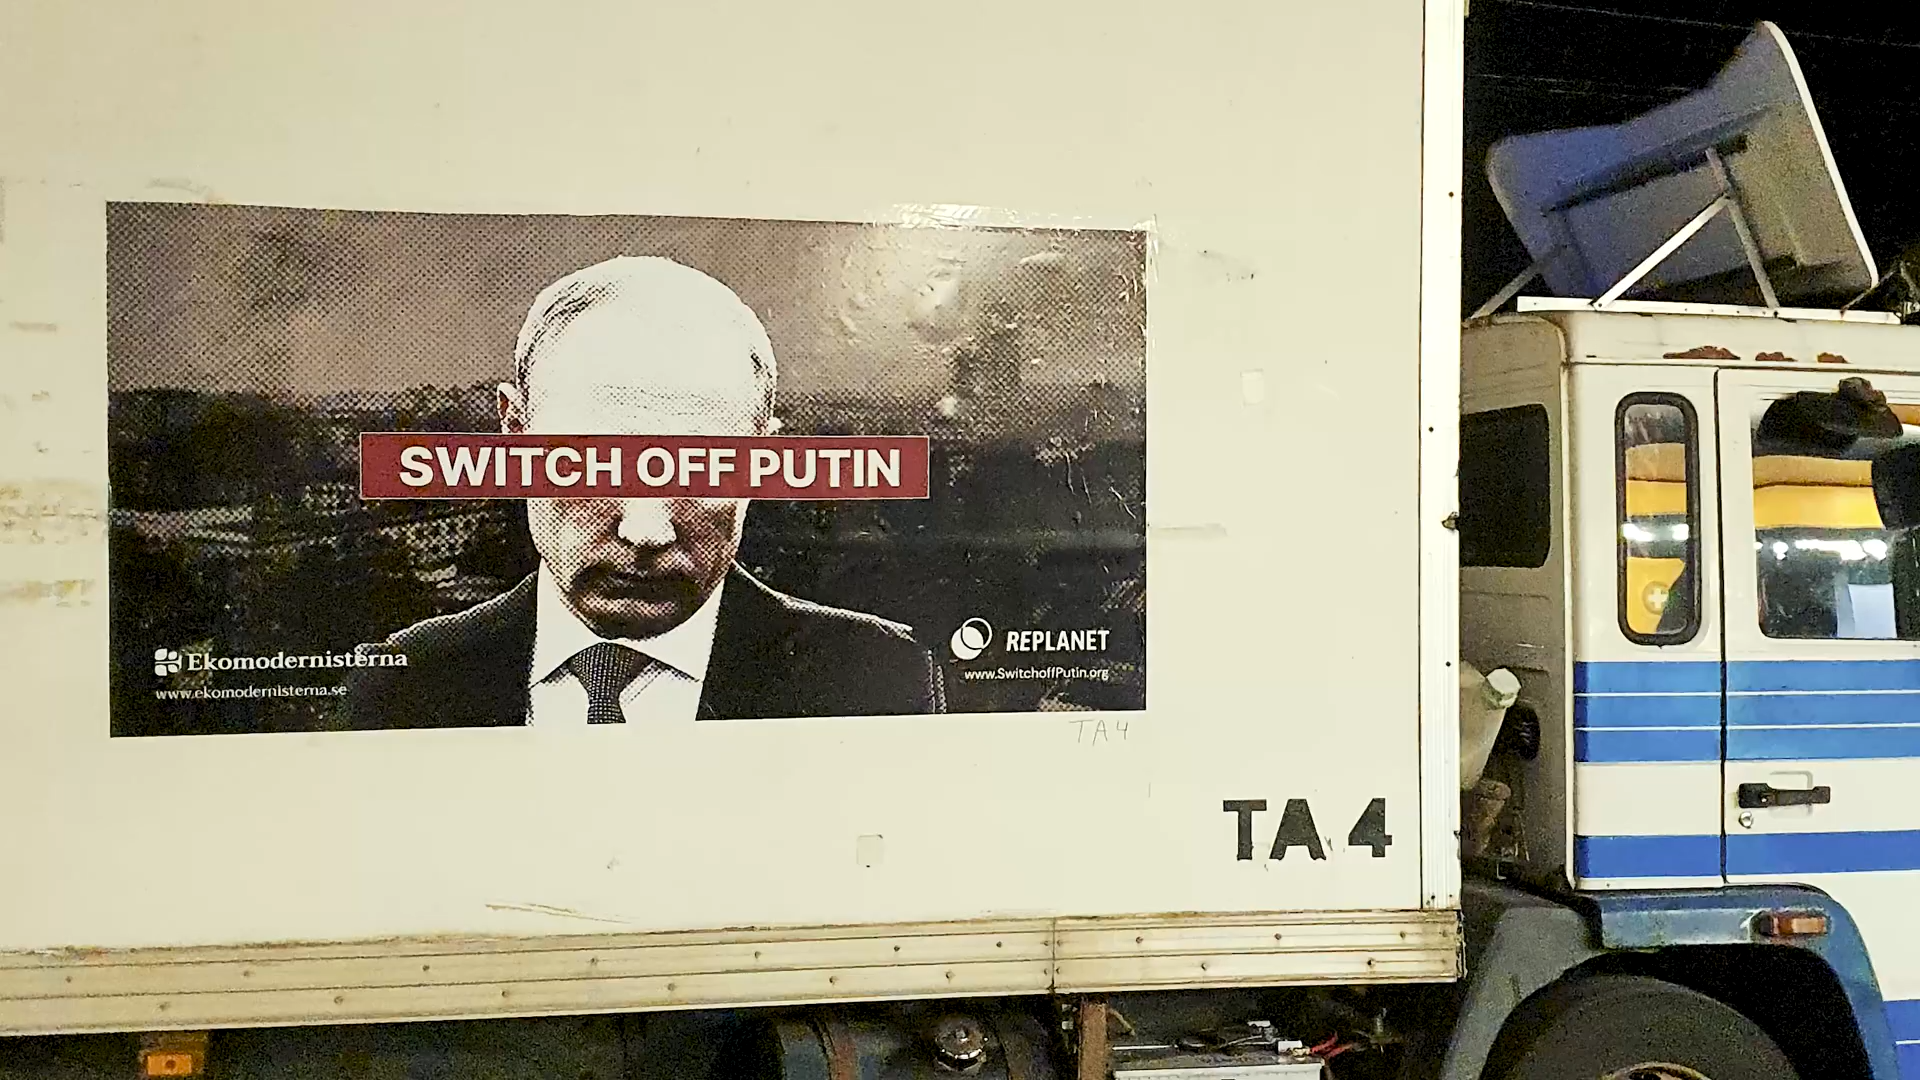 SWITCH OFF PUTIN
Ekomodernisterna
www.ekomodernisterna.se
REPLANET
www.SwitchoffPutin.org
TA4
TA 4